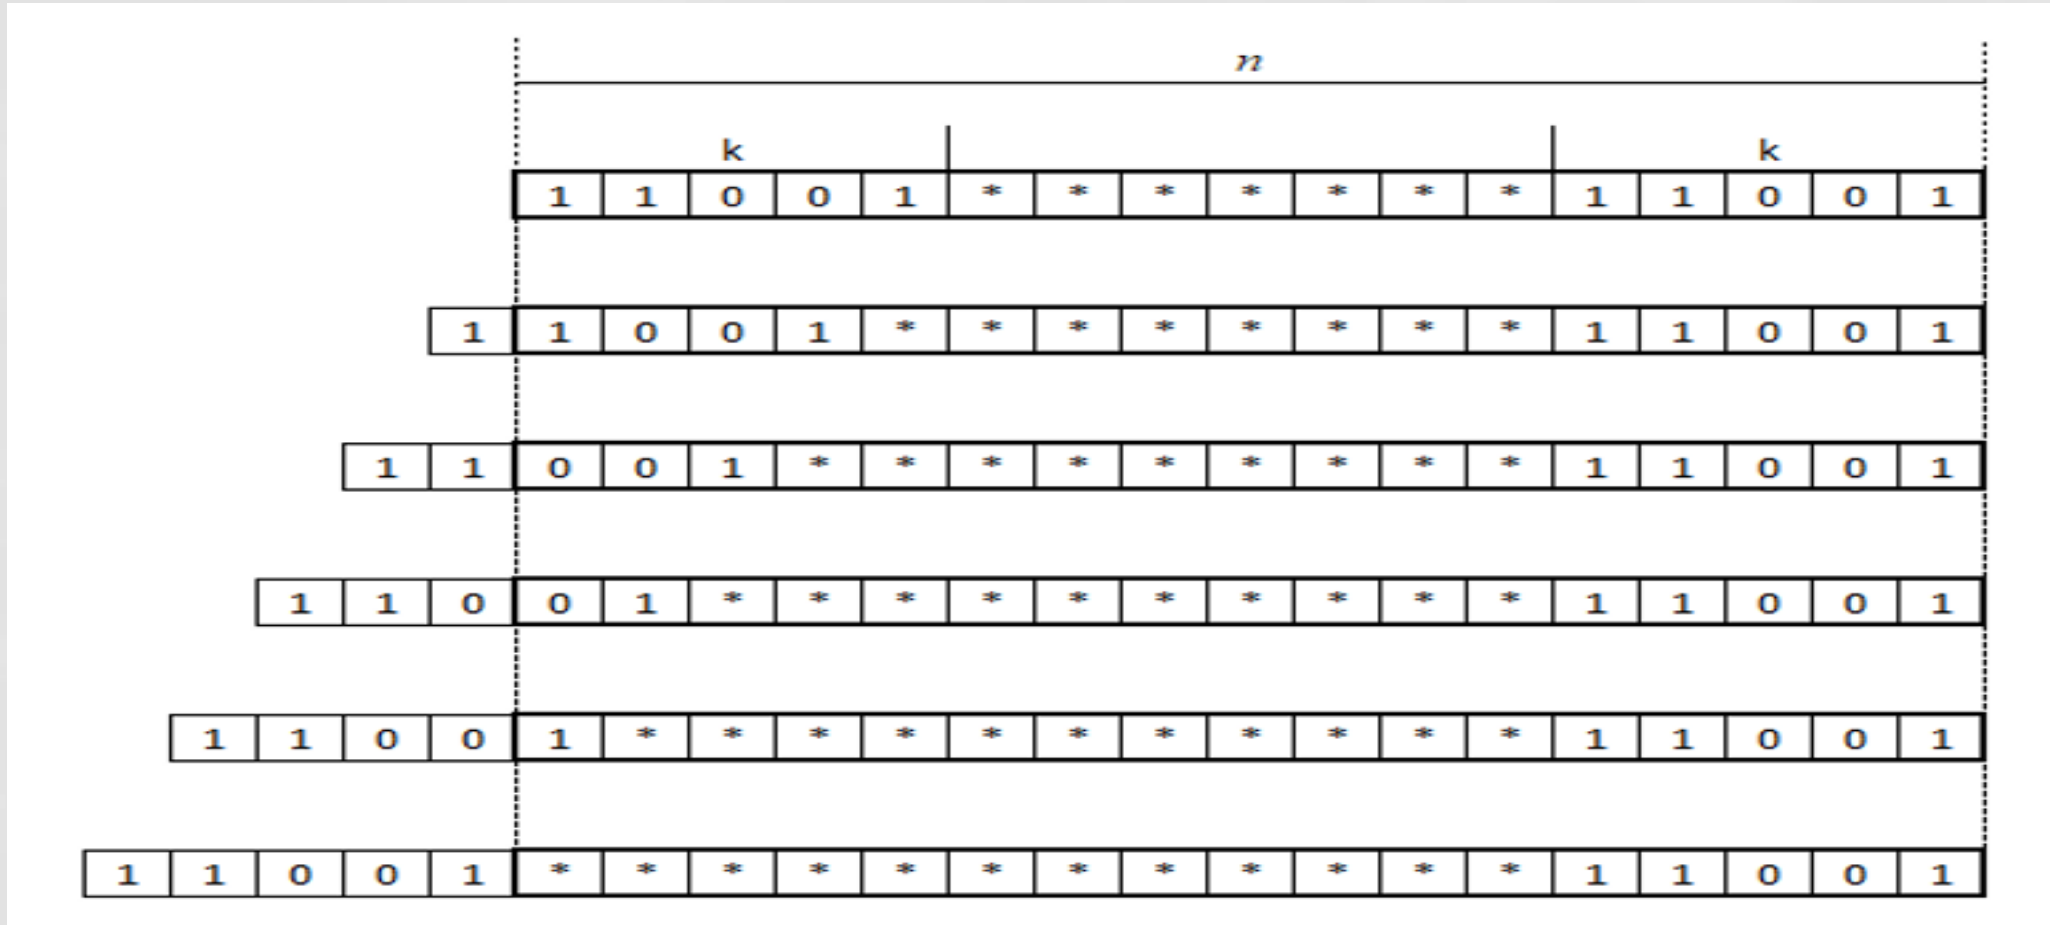 n
k k
1 1 0 0 1 * * * * * * * 1 1 0 0 1
1 1 0 0 1 * * * * * * * * 1 1 0 0 1
1 1 0 0 1 * * * * * * * * * 1 1 0 0 1
1 1 0 0 1 * * * * * * * * * * 1 1 0 0 1
1 1 0 0 1 * * * * * * * * * * * 1 1 0 0 1
1 1 0 0 1 * * * * * * * * * * * * 1 1 0 0 1